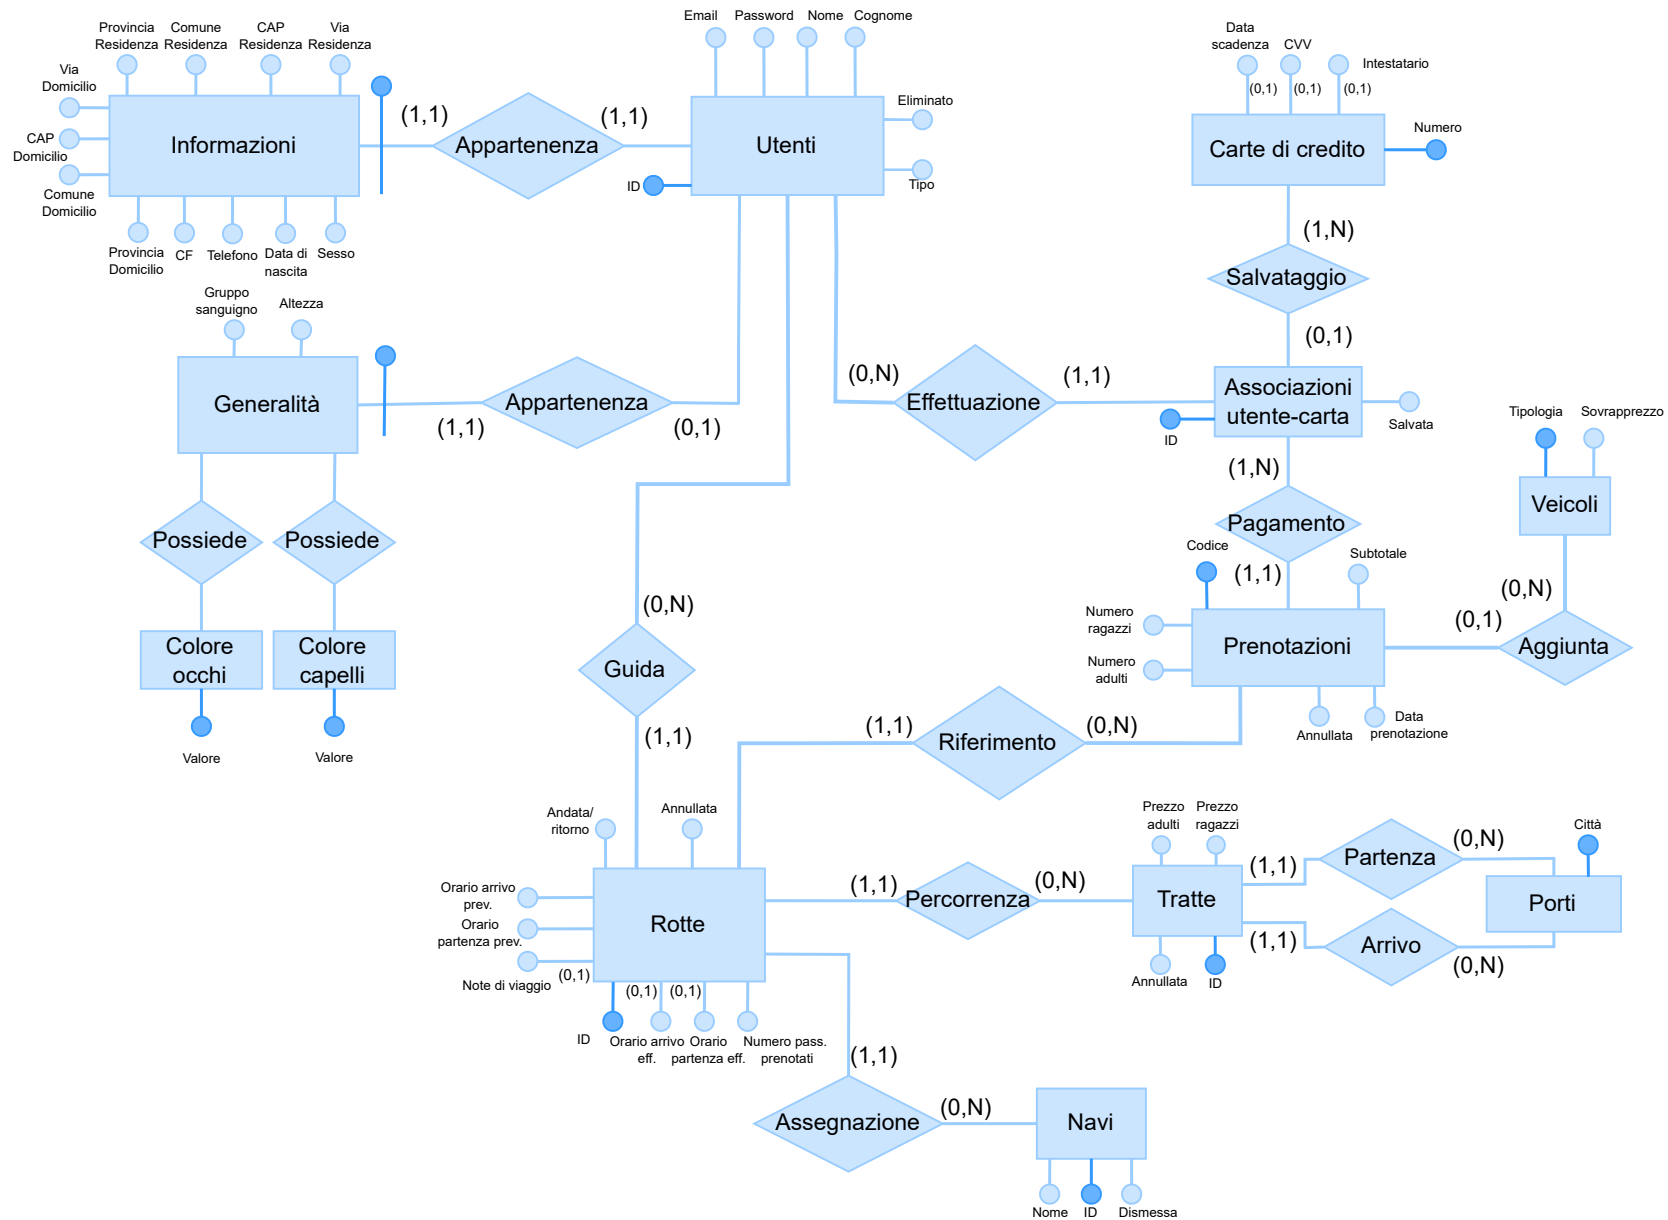 Provincia
Residenza
Comune
Residenza
CAP
Residenza
Via
Residenza
Via
Domicilio
CAP
Domicilio
Comune
Domicilio
Informazioni
Provincia
Domicilio
CF
Telefono
Data di
nascita
Sesso
(1,1)
Appartenenza
(1,1)
Email
Password
Nome
Cognome
Utenti
Eliminato
Tipo
ID
Data
scadenza
(0,1)
CVV
(0,1)
Intestatario
(0,1)
Carte di credito
Numero
(1,N)
Salvataggio
(0,1)
Gruppo
sanguigno
Altezza
Generalità
(1,1)
Appartenenza
(0,1)
(0,N)
Effettuazione
(1,1)
Associazioni
utente-carta
ID
Salvata
Tipologia
Sovrapprezzo
Veicoli
(1,N)
Pagamento
(1,1)
Possiede
Possiede
Colore
occhi
Colore
capelli
Valore
Valore
(0,N)
Guida
(1,1)
Codice
Subtotale
Numero
ragazzi
Numero
adulti
Prenotazioni
Annullata
Data
prenotazione
(0,1)
(0,N)
Aggiunta
(1,1)
Riferimento
(0,N)
Andata/
ritorno
Annullata
Orario arrivo
prev.
Orario
partenza prev.
Note di viaggio
(0,1)
Rotte
ID
(0,1)
Orario arrivo
eff.
(0,1)
Orario
partenza eff.
Numero pass.
prenotati
(1,1)
Percorrenza
(0,N)
Prezzo
adulti
Prezzo
ragazzi
Tratte
Annullata
ID
(1,1)
Partenza
(0,N)
(1,1)
Arrivo
(0,N)
Città
Porti
(1,1)
Assegnazione
(0,N)
Navi
Nome
ID
Dismessa